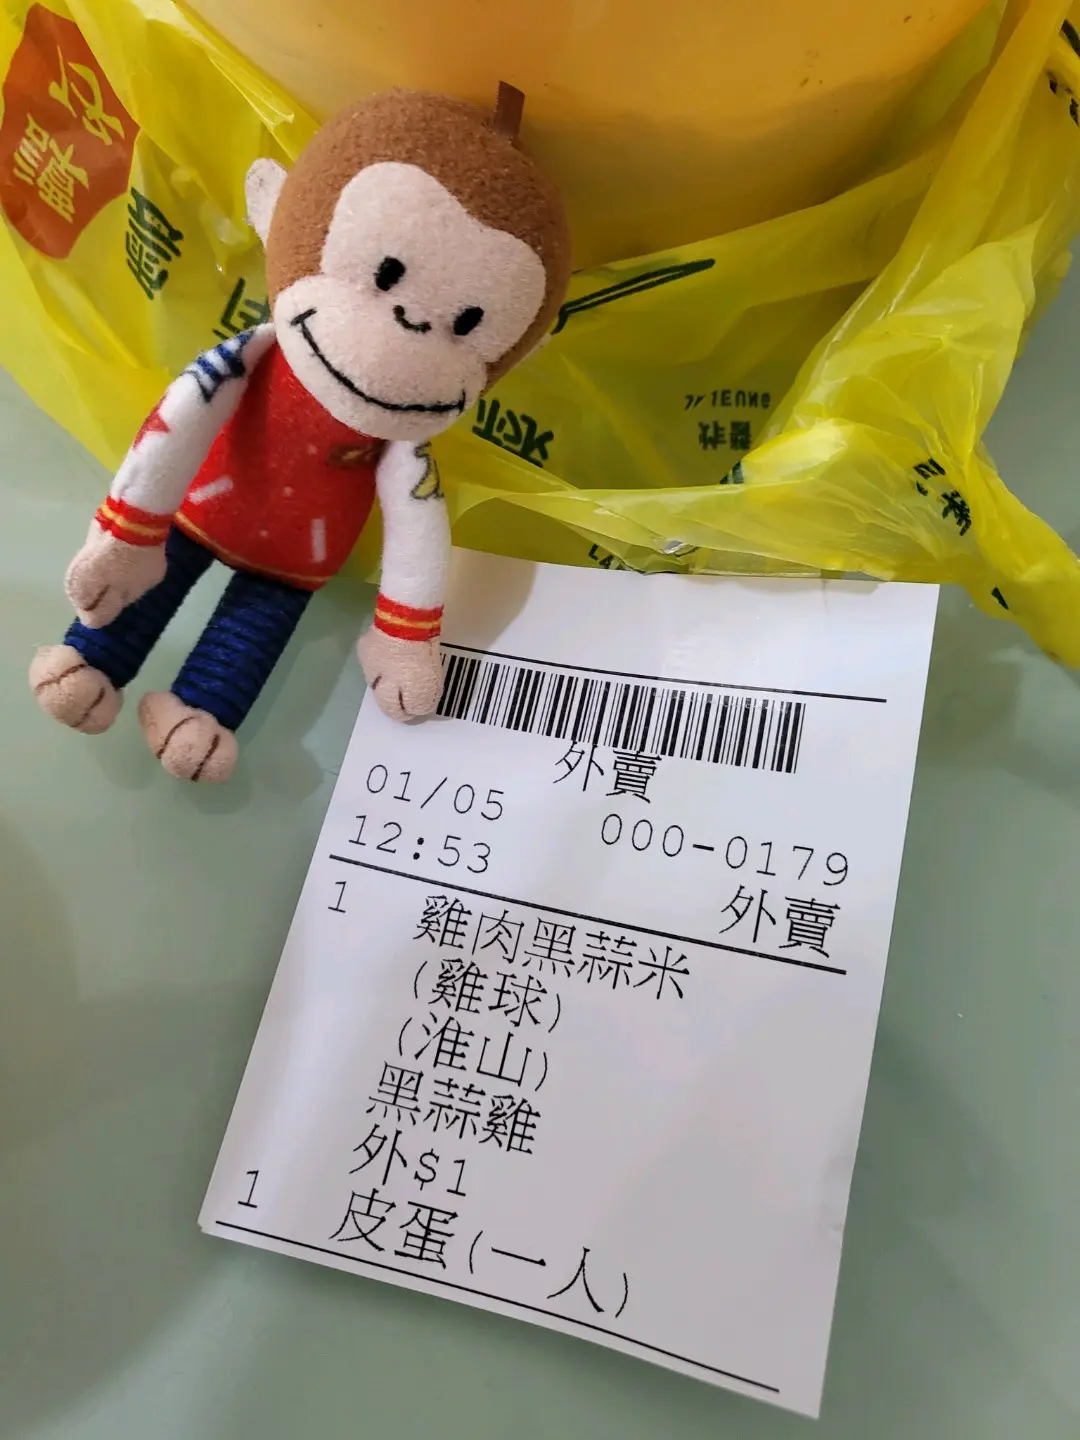 外賣
01/05
12:53
000-0179
外賣
1 雞肉黑蒜米
(雞球)
(淮山)
黑蒜雞
外$1
1 皮蛋(一人)